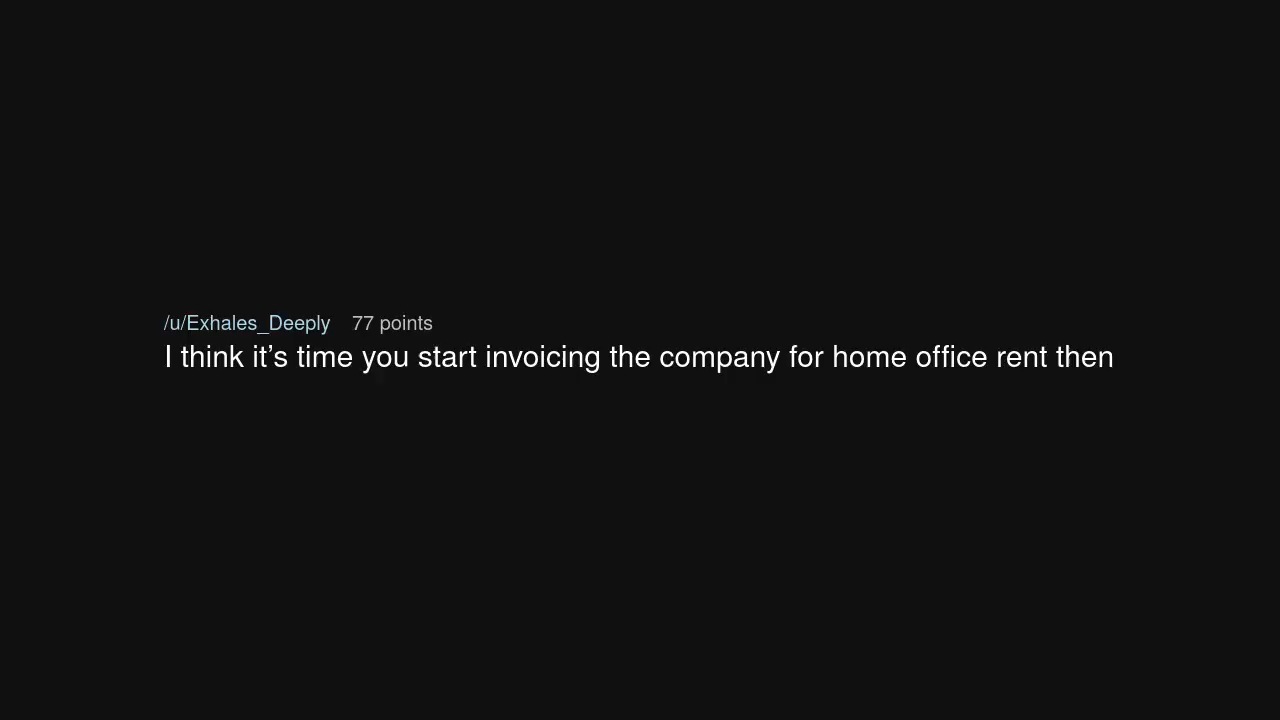 /u/Exhales_Deeply 77 points
I think it’s time you start invoicing the company for home office rent then